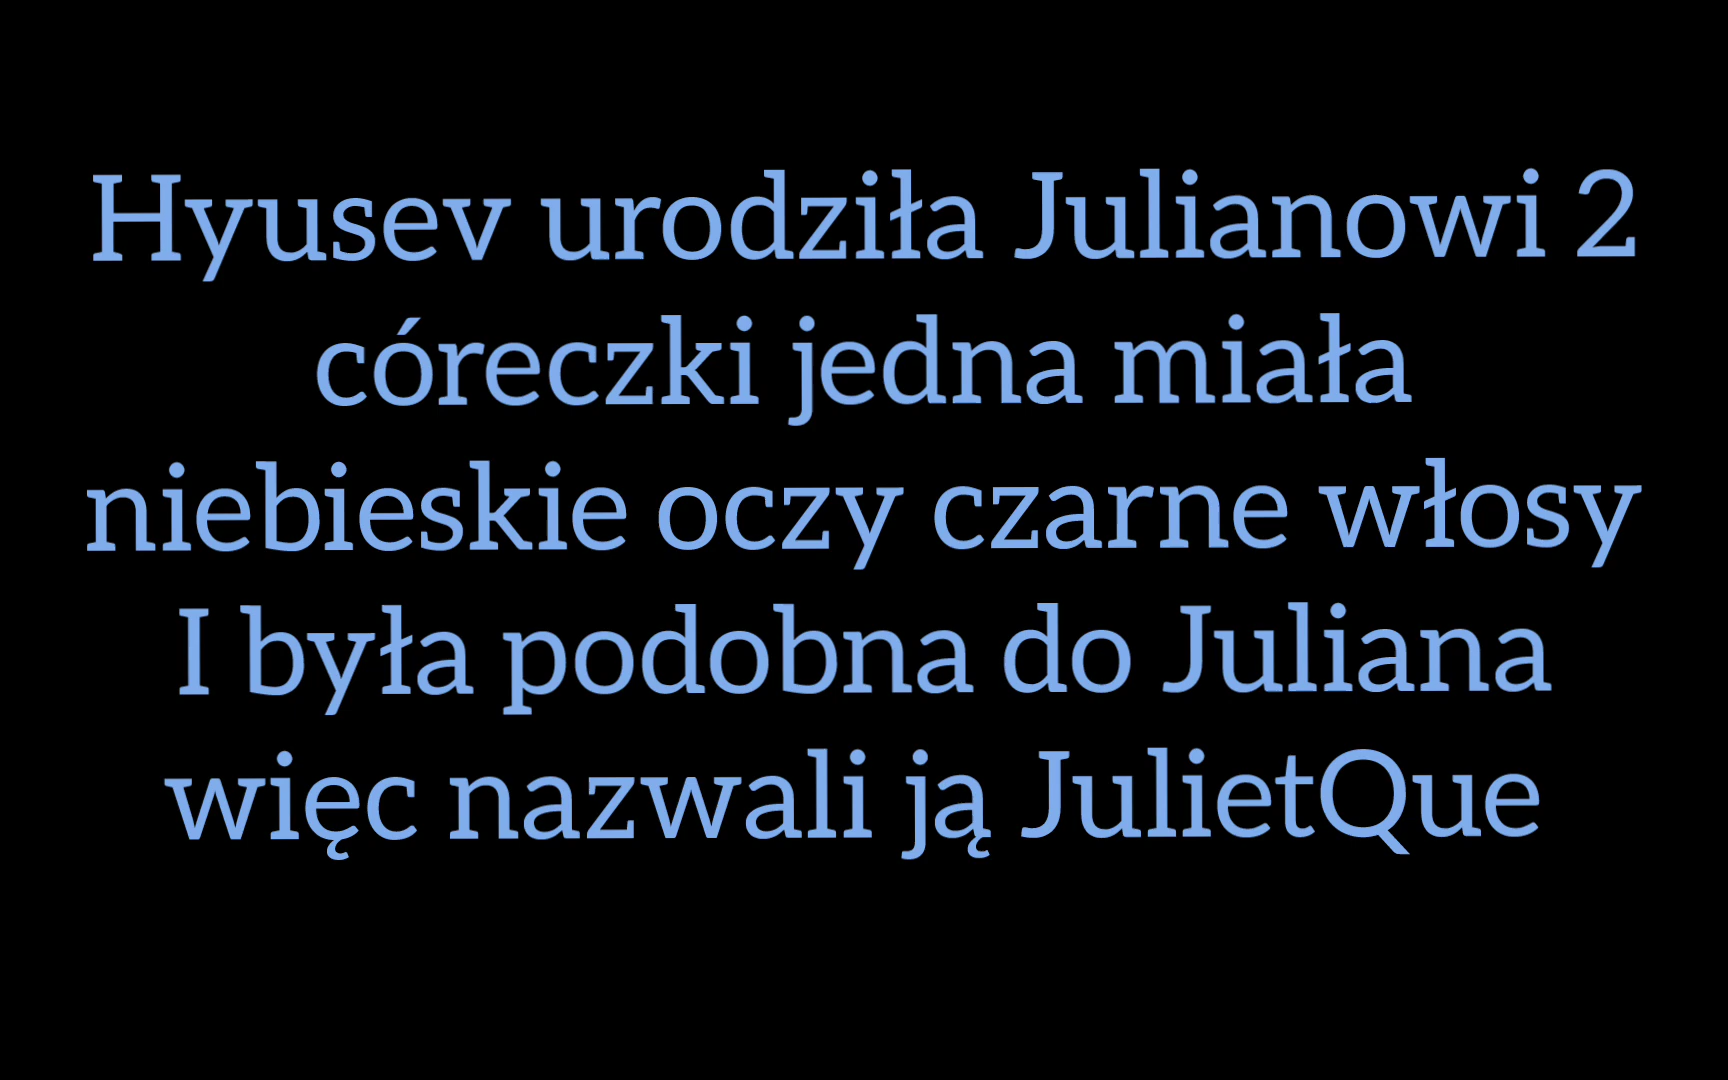 Hyusev urodziła Julianowi 2
córeczki jedna miała
niebieskie oczy czarne włosy
I była podobna do Juliana
więc nazwali ją JulietQue